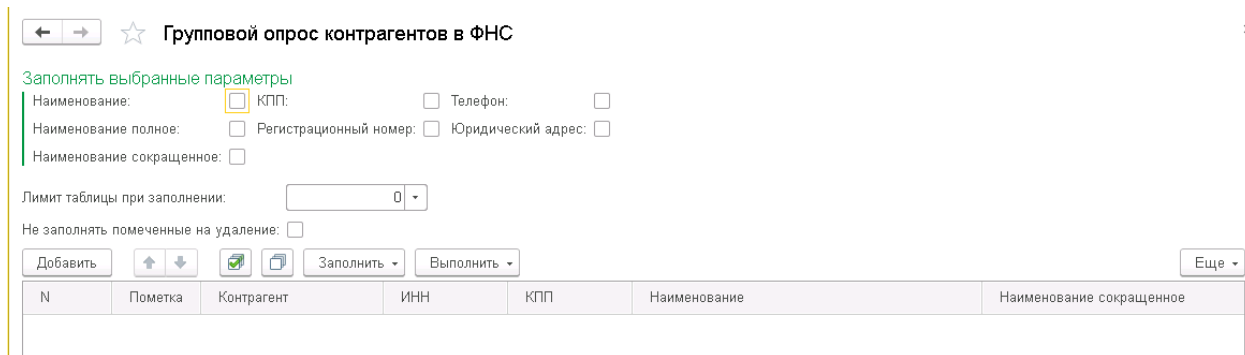 Групповой опрос контрагентов в ФНС
Заполнять выбранные параметры
Наименование: КПП: Телефон:
Наименование полное: Регистрационный номер: Юридический адрес:
Наименование сокращенное:
Лимит таблицы при заполнении: 0
Не заполнять помеченные на удаление:
Добавить Заполнить Выполнить Еще
N Пометка Контрагент ИНН КПП Наименование Наименование сокращенное